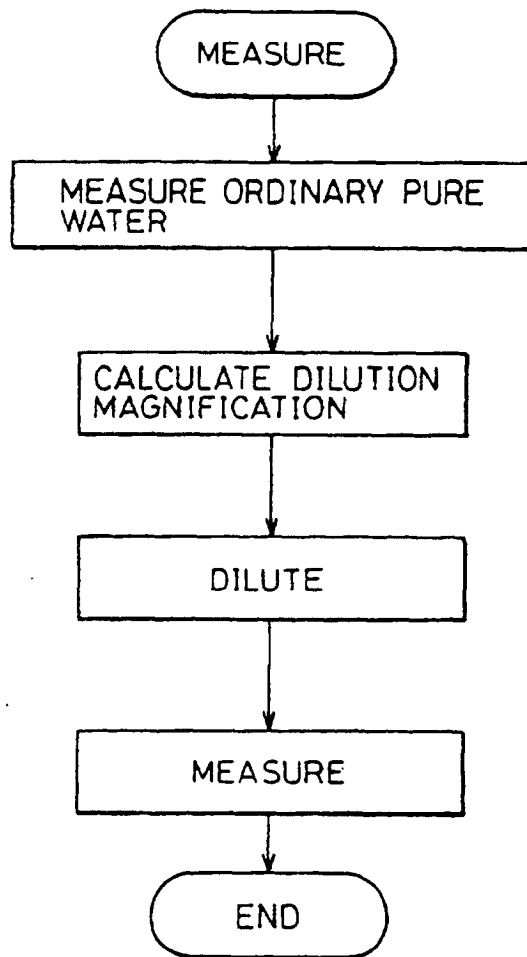 MEASURE
MEASURE ORDINARY PURE
WATER
CALCULATE DILUTION
MAGNIFICATION
DILUTE
MEASURE
END